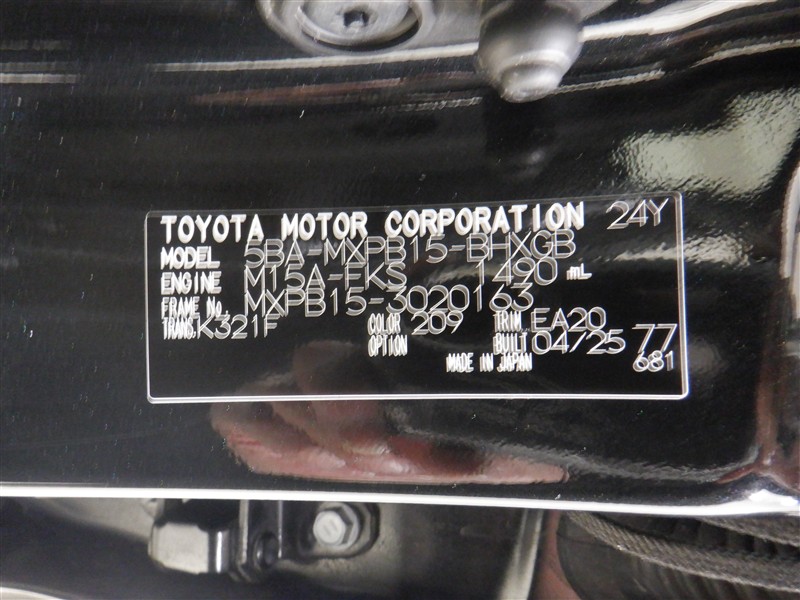 TOYOTA MOTOR CORPORATION 24Y
MODEL 5BA-MXPB15-BHXGB
ENGINE M15A-FKS 1490 mL
FRAME No. MXPB15-3020163
TRANS. K321F COLOR 209 TRIM EA20
OPTION BUILT 04/25 77
MADE IN JAPAN 681